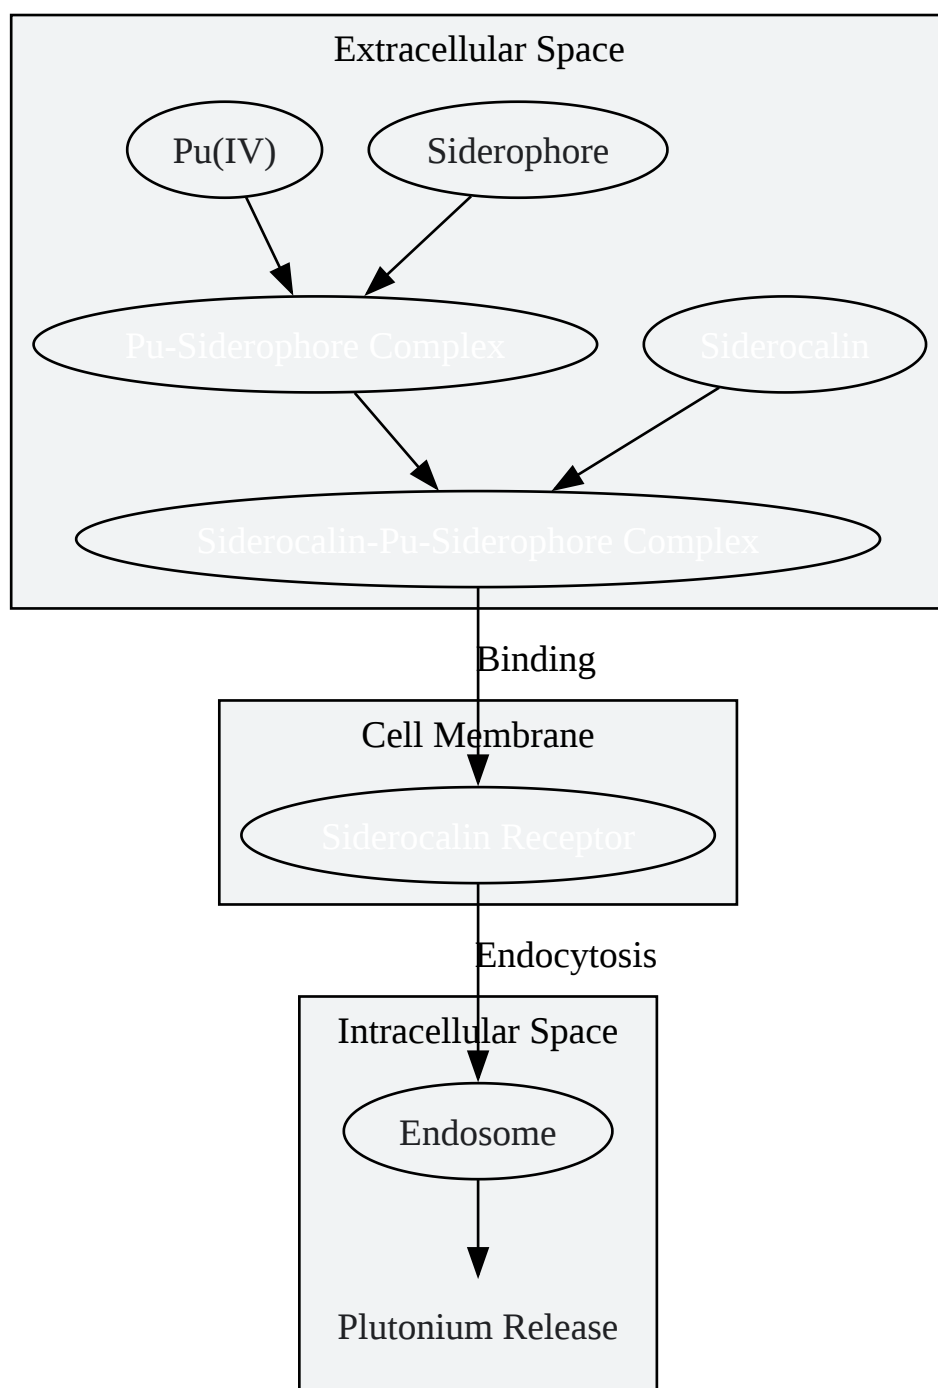 Extracellular Space
Pu(IV)
Siderophore
Pu-Siderophore Complex
Siderocalin
Siderocalin-Pu-Siderophore Complex
Binding
Cell Membrane
Siderocalin Receptor
Endocytosis
Intracellular Space
Endosome
Plutonium Release